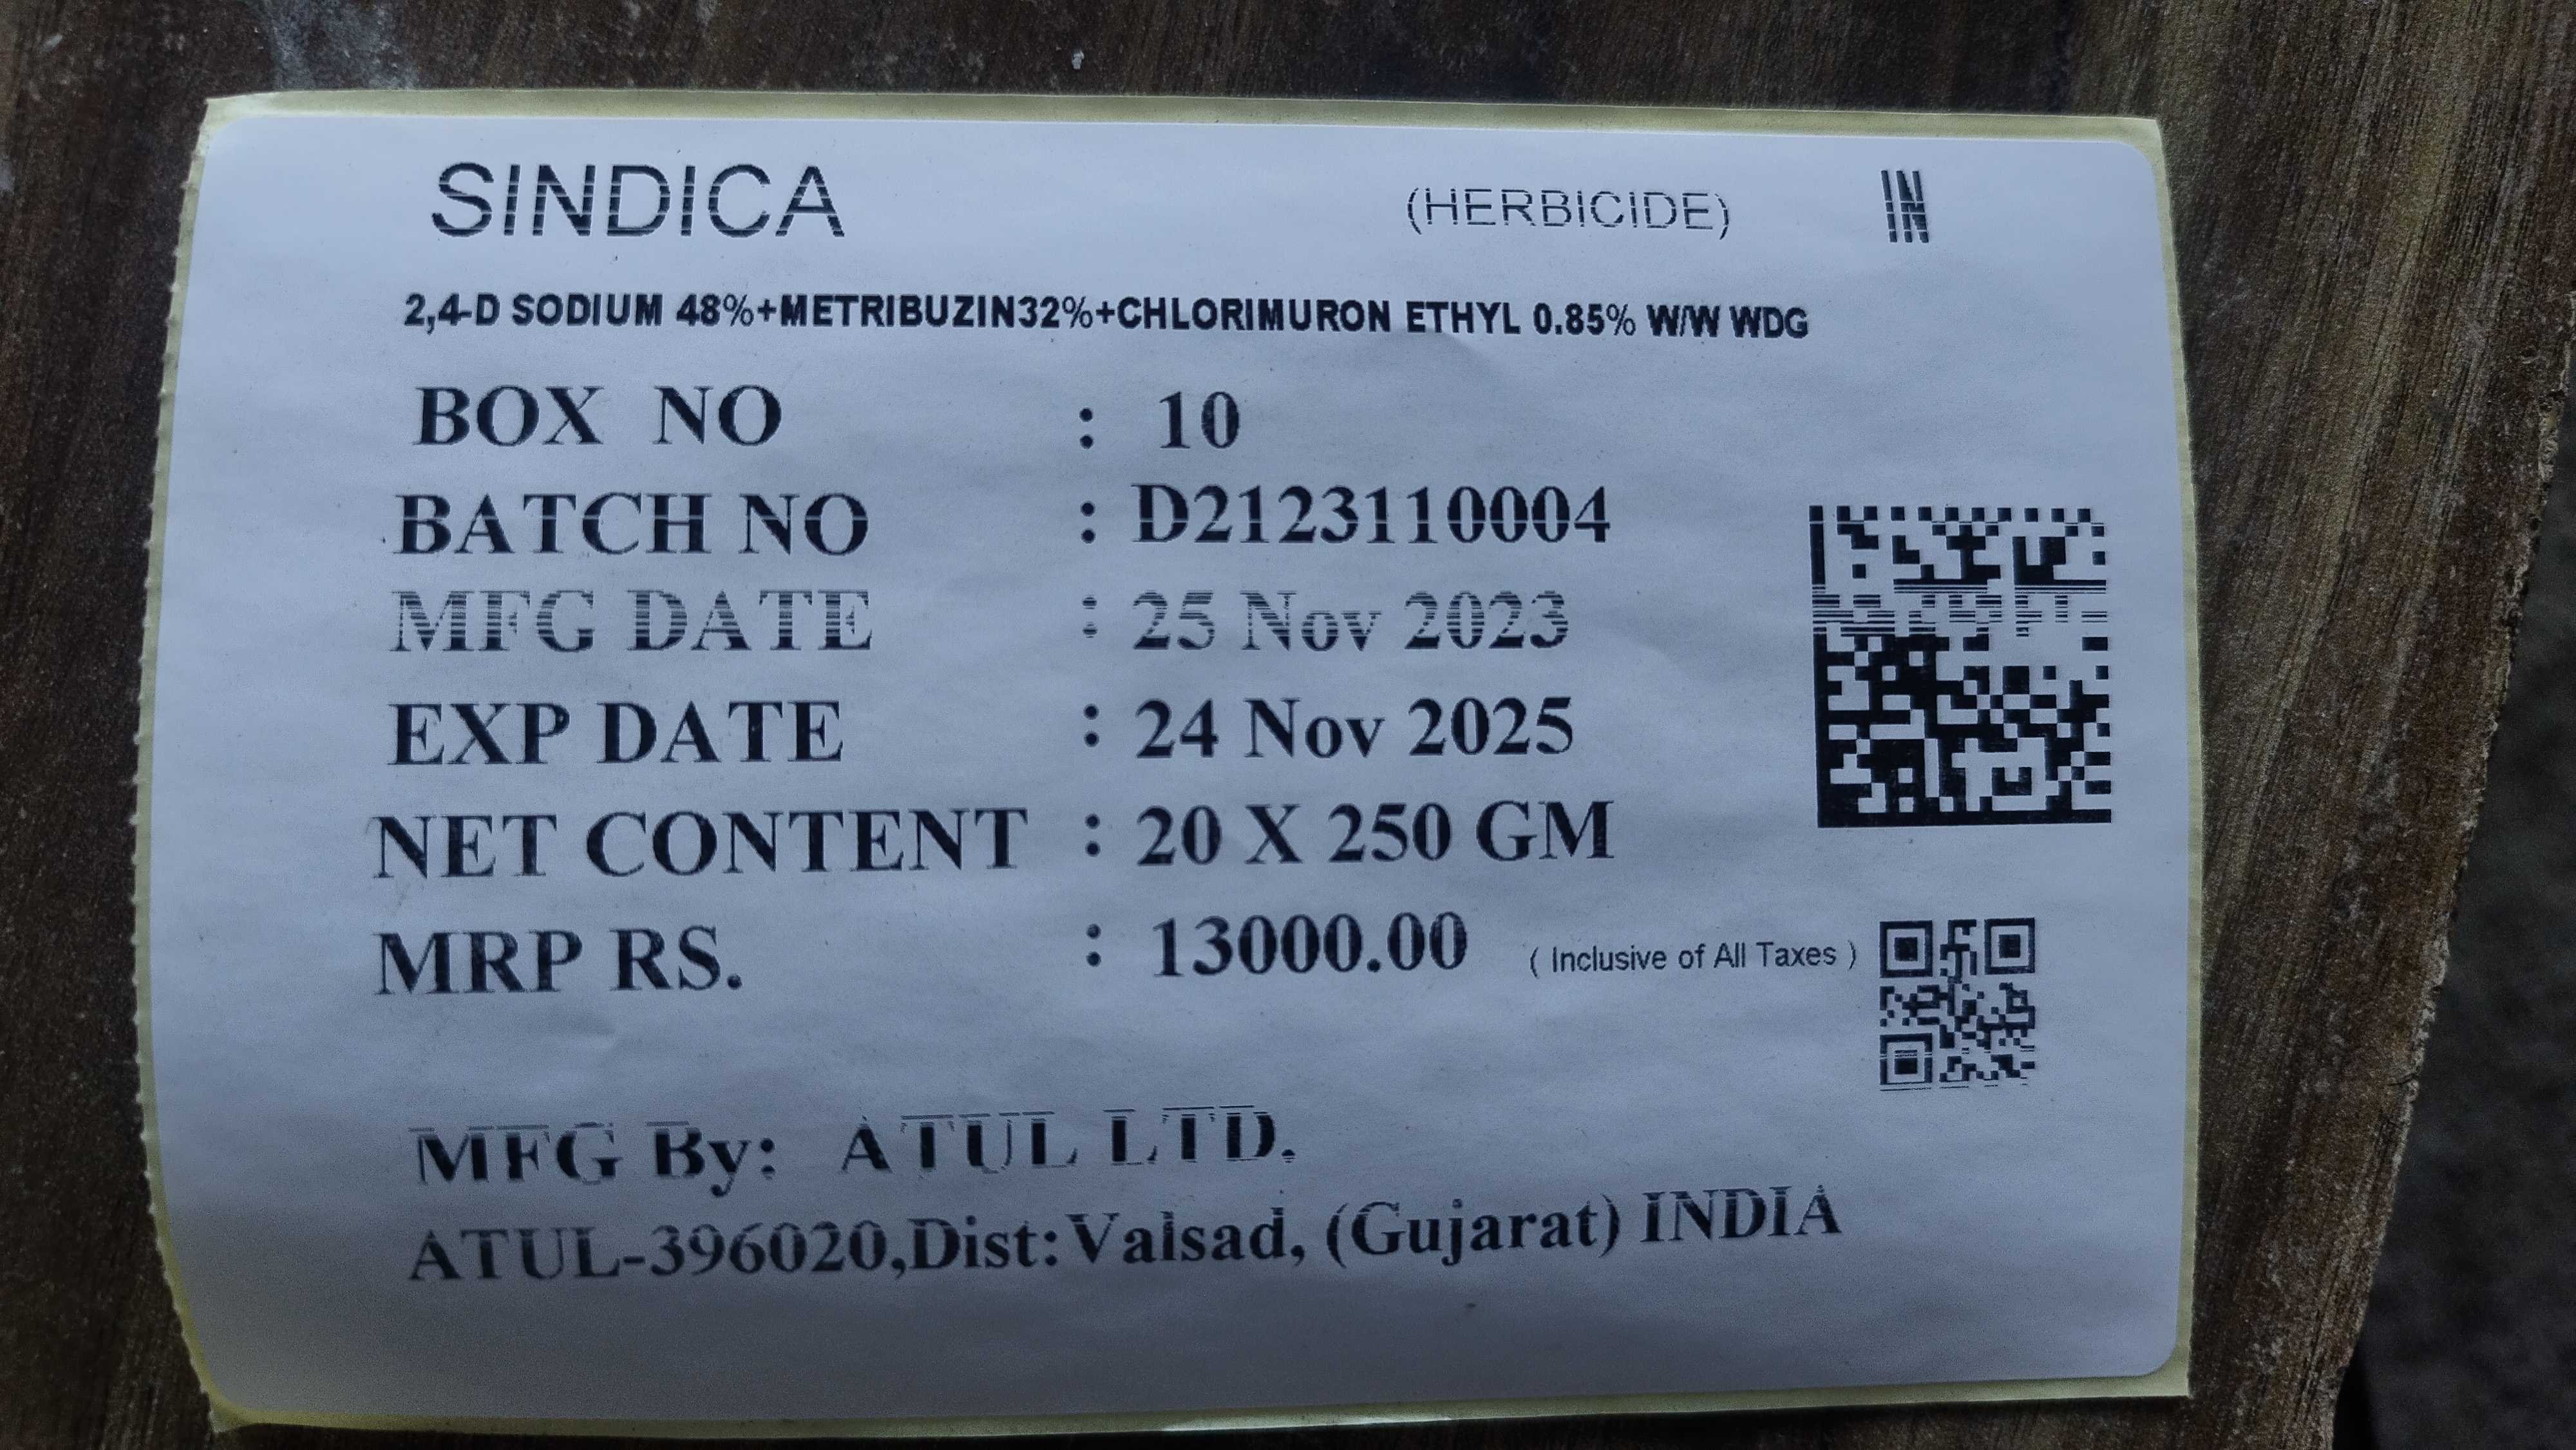 SINDICA (HERBICIDE) IN
2,4-D SODIUM 48%+METRIBUZIN32%+CHLORIMURON ETHYL 0.85% W/W WDG
BOX NO : 10
BATCH NO : D2123110004
MFG DATE : 25 Nov 2023
EXP DATE : 24 Nov 2025
NET CONTENT : 20 X 250 GM
MRP RS. : 13000.00 ( Inclusive of All Taxes )
MFG By: ATUL LTD.
ATUL-396020,Dist:Valsad, (Gujarat) INDIA